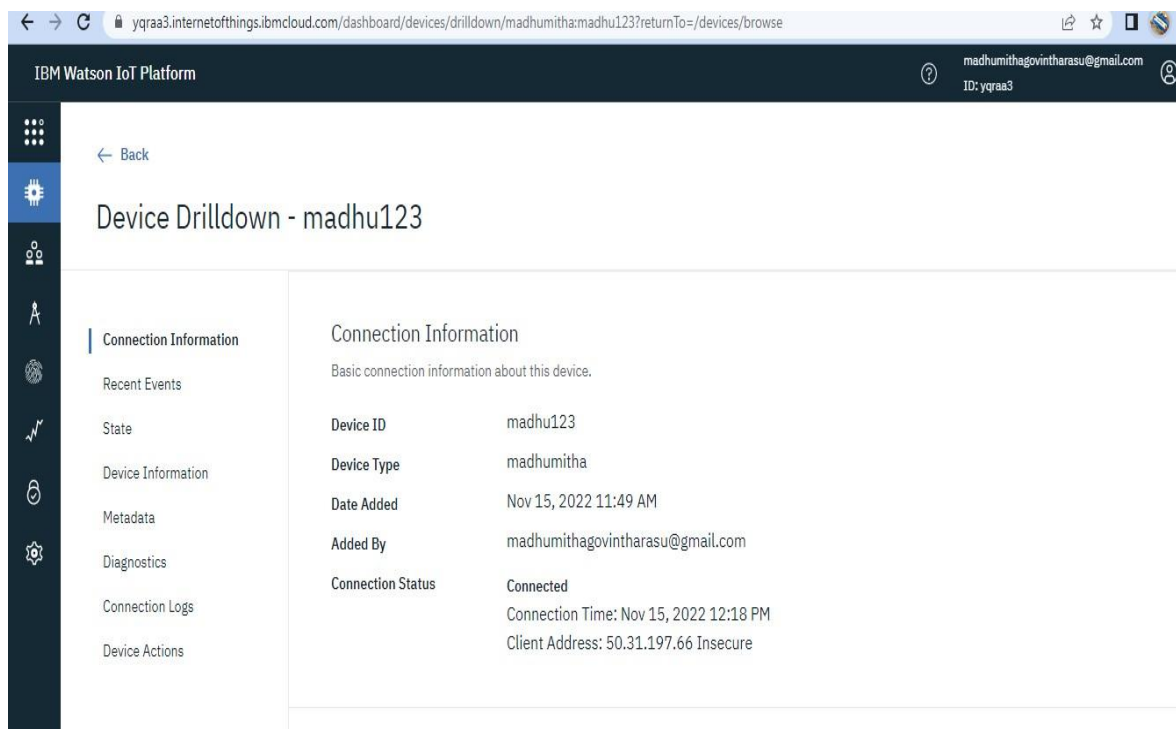 yqraa3.internetofthings.ibmcloud.com/dashboard/devices/drilldown/madhumitha:madhu123?returnTo=/devices/browse
IBM Watson IoT Platform
madhumithagovintharasu@gmail.com
ID: yqraa3
← Back
Device Drilldown - madhu123
Connection Information
Recent Events
State
Device Information
Metadata
Diagnostics
Connection Logs
Device Actions
Connection Information
Basic connection information about this device.
Device ID madhu123
Device Type madhumitha
Date Added Nov 15, 2022 11:49 AM
Added By madhumithagovintharasu@gmail.com
Connection Status Connected
Connection Time: Nov 15, 2022 12:18 PM
Client Address: 50.31.197.66 Insecure